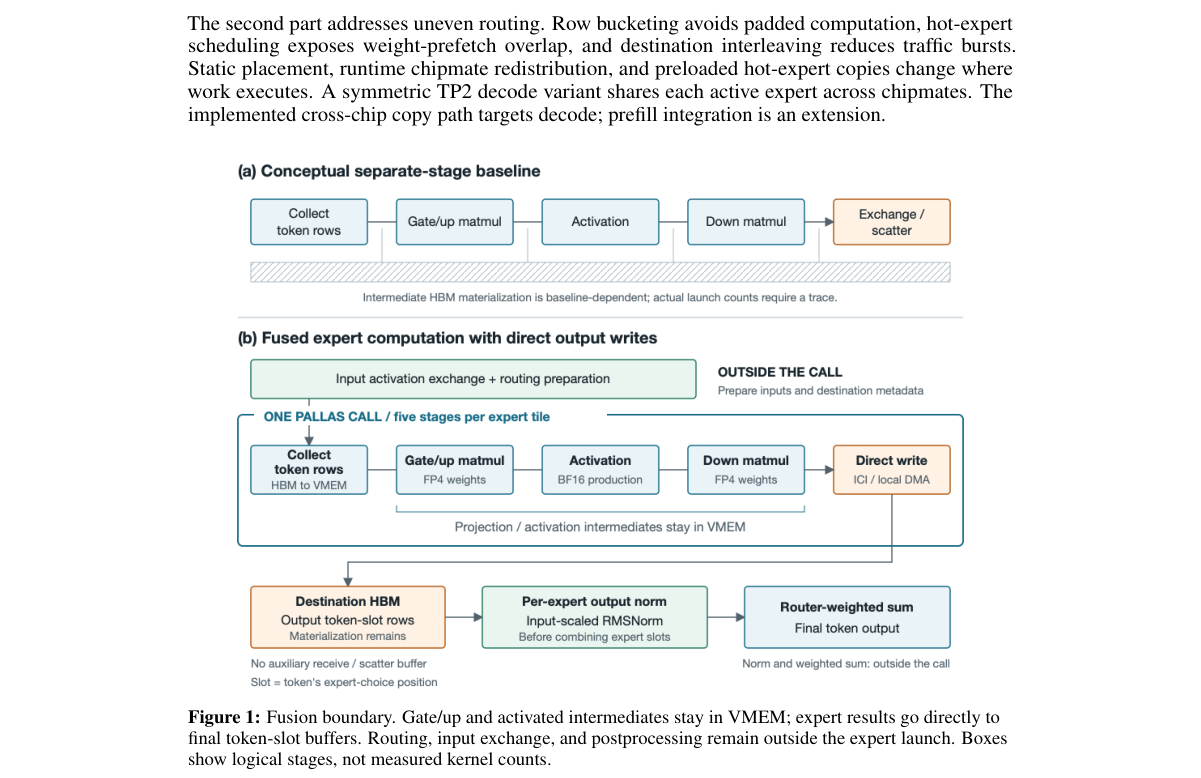 The second part addresses uneven routing. Row bucketing avoids padded computation, hot-expert
scheduling exposes weight-prefetch overlap, and destination interleaving reduces traffic bursts.
Static placement, runtime chipmate redistribution, and preloaded hot-expert copies change where
work executes. A symmetric TP2 decode variant shares each active expert across chipmates. The
implemented cross-chip copy path targets decode; prefill integration is an extension.
(a) Conceptual separate-stage baseline
Collect
token rows
Gate/up matmul
Activation
Down matmul
Exchange /
scatter
Intermediate HBM materialization is baseline-dependent; actual launch counts require a trace.
(b) Fused expert computation with direct output writes
Input activation exchange + routing preparation
OUTSIDE THE CALL
Prepare inputs and destination metadata
ONE PALLAS CALL / five stages per expert tile
Collect
token rows
HBM to VMEM
Gate/up matmul
FP4 weights
Activation
BF16 production
Down matmul
FP4 weights
Direct write
ICI / local DMA
Projection / activation intermediates stay in VMEM
Destination HBM
Output token-slot rows
Materialization remains
Per-expert output norm
Input-scaled RMSNorm
Before combining expert slots
Router-weighted sum
Final token output
No auxiliary receive / scatter buffer
Slot = token's expert-choice position
Norm and weighted sum: outside the call
Figure 1: Fusion boundary. Gate/up and activated intermediates stay in VMEM; expert results go directly to
final token-slot buffers. Routing, input exchange, and postprocessing remain outside the expert launch. Boxes
show logical stages, not measured kernel counts.